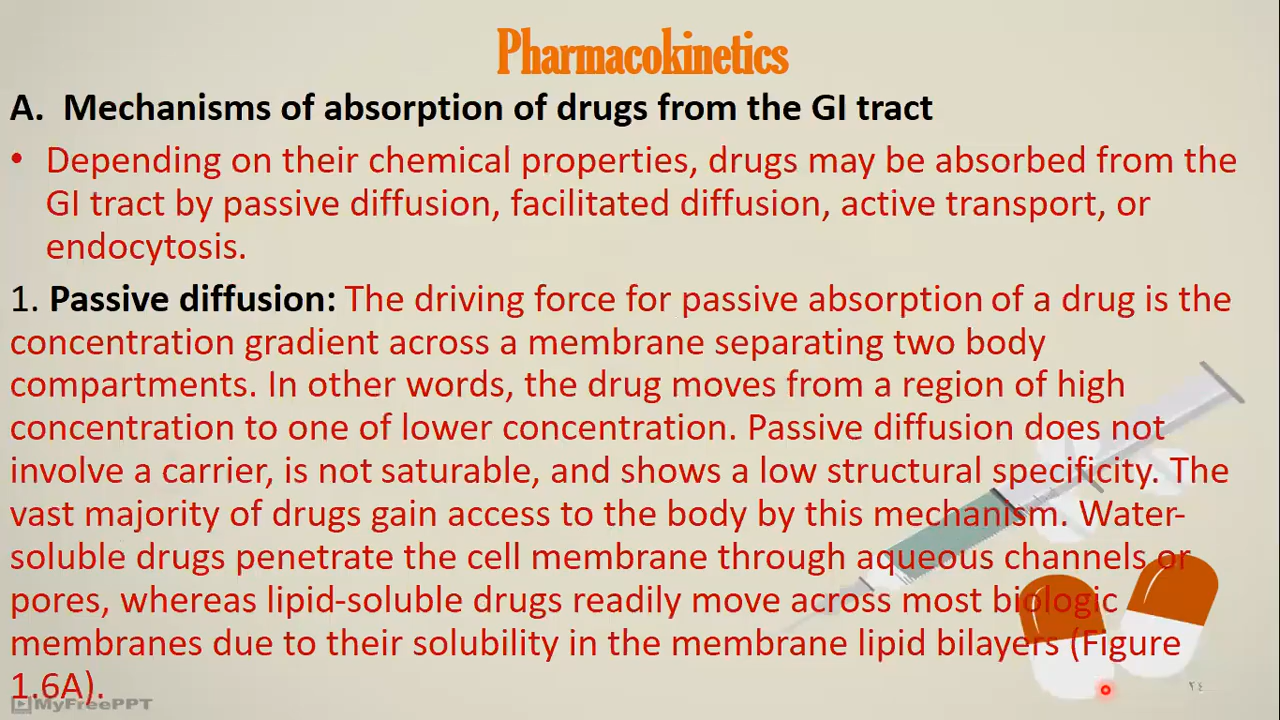 Pharmacokinetics
A. Mechanisms of absorption of drugs from the GI tract
• Depending on their chemical properties, drugs may be absorbed from the
GI tract by passive diffusion, facilitated diffusion, active transport, or
endocytosis.
1. Passive diffusion: The driving force for passive absorption of a drug is the
concentration gradient across a membrane separating two body
compartments. In other words, the drug moves from a region of high
concentration to one of lower concentration. Passive diffusion does not
involve a carrier, is not saturable, and shows a low structural specificity. The
vast majority of drugs gain access to the body by this mechanism. Water-
soluble drugs penetrate the cell membrane through aqueous channels or
pores, whereas lipid-soluble drugs readily move across most biologic
membranes due to their solubility in the membrane lipid bilayers (Figure
1.6A).
MyFreePPT
٢٤